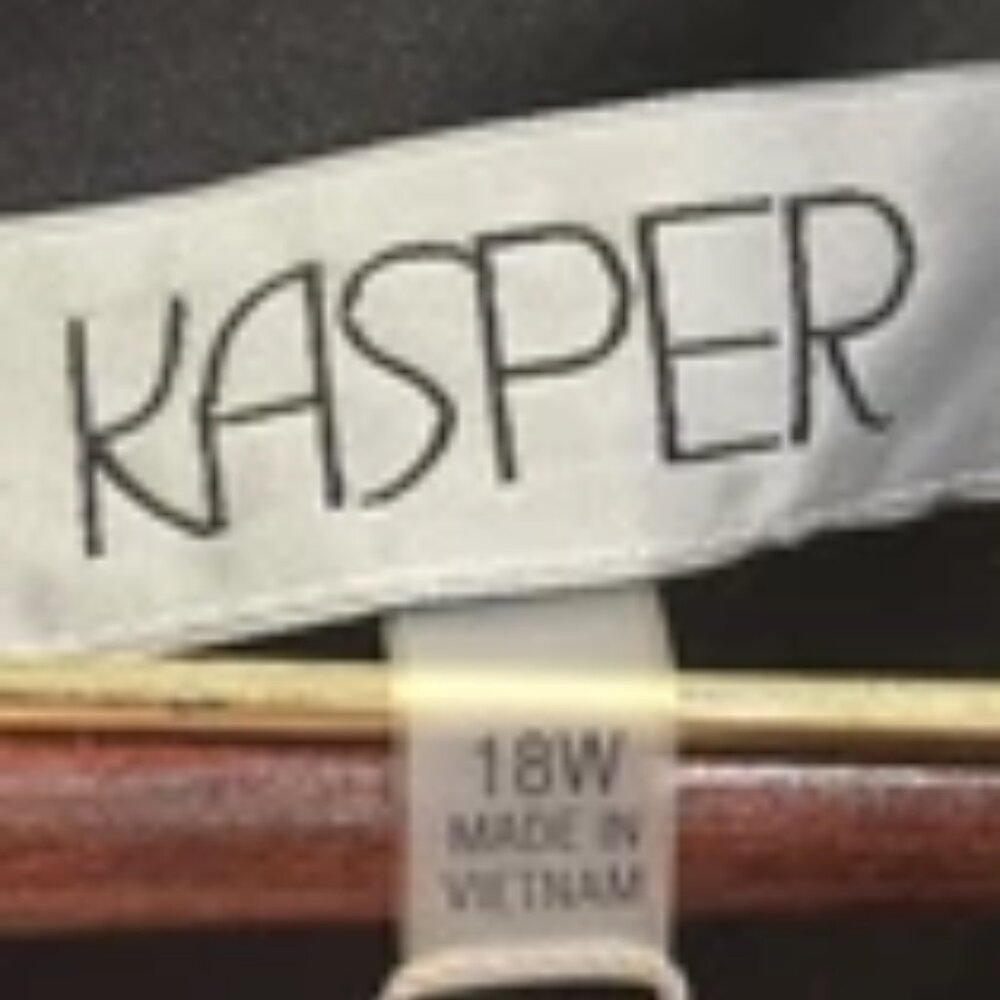 KASPER
18W
MADE IN
VIETNAM